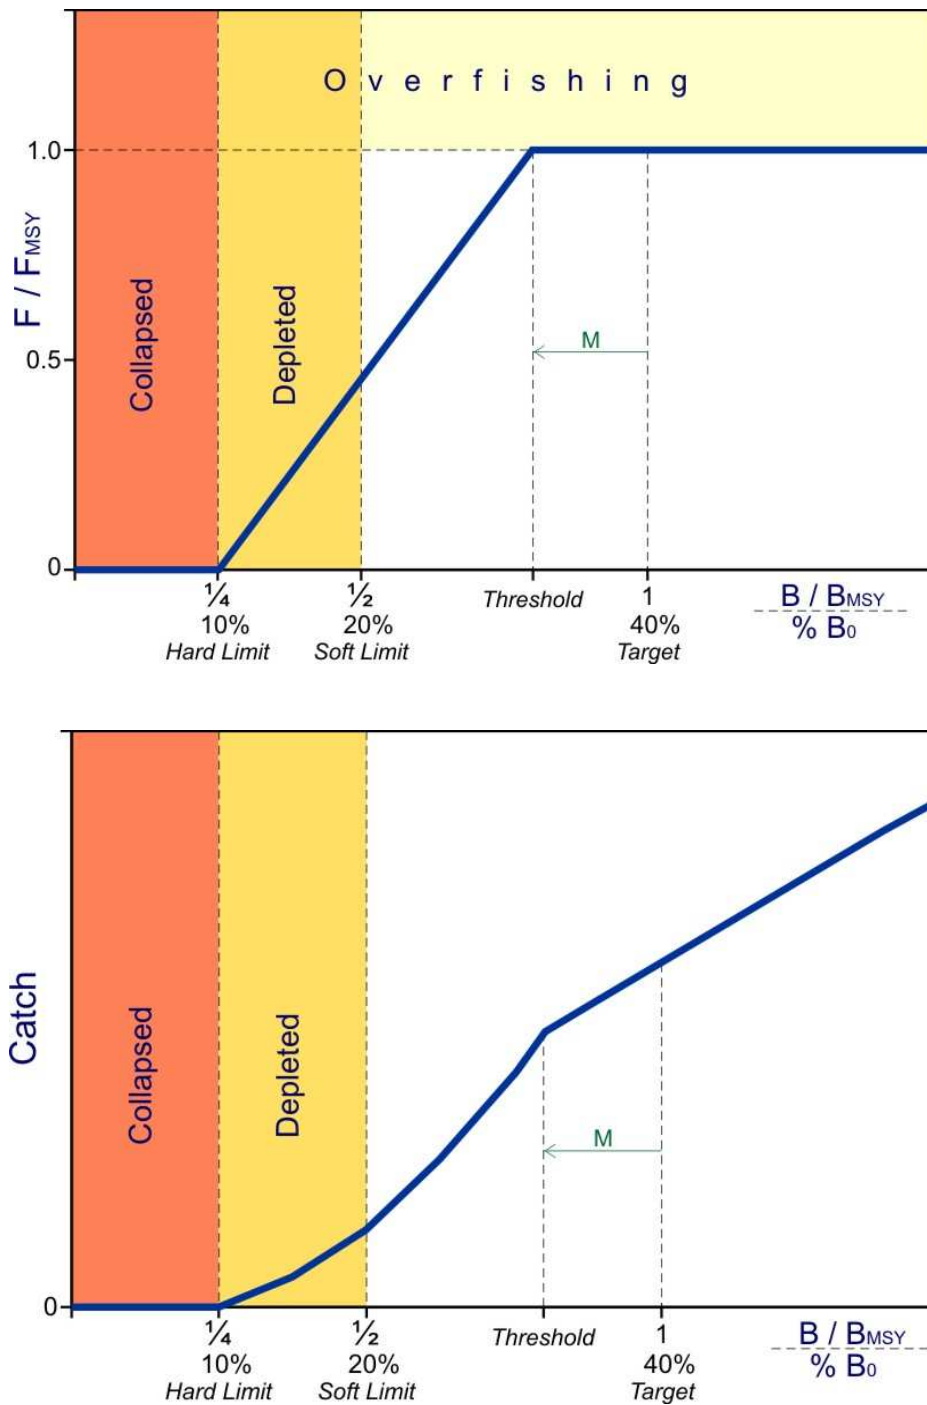 Overfishing
1.0
F / FMSY
Collapsed
Depleted
M
0.5
0
¼
½
Threshold
1
B / BMSY
10%
20%
40%
% B0
Hard Limit
Soft Limit
Target
Catch
Collapsed
Depleted
M
0
¼
½
Threshold
1
B / BMSY
10%
20%
40%
% B0
Hard Limit
Soft Limit
Target